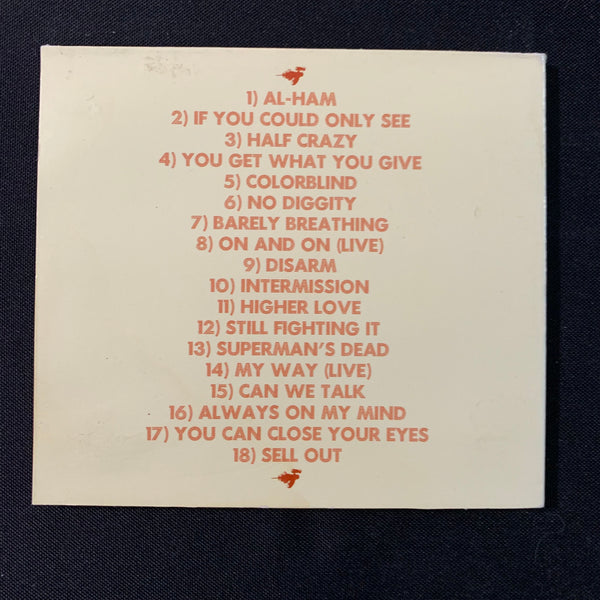 1) AL-HAM
2) IF YOU COULD ONLY SEE
3) HALF CRAZY
4) YOU GET WHAT YOU GIVE
5) COLORBLIND
6) NO DIGGITY
7) BARELY BREATHING
8) ON AND ON (LIVE)
9) DISARM
10) INTERMISSION
11) HIGHER LOVE
12) STILL FIGHTING IT
13) SUPERMAN'S DEAD
14) MY WAY (LIVE)
15) CAN WE TALK
16) ALWAYS ON MY MIND
17) YOU CAN CLOSE YOUR EYES
18) SELL OUT